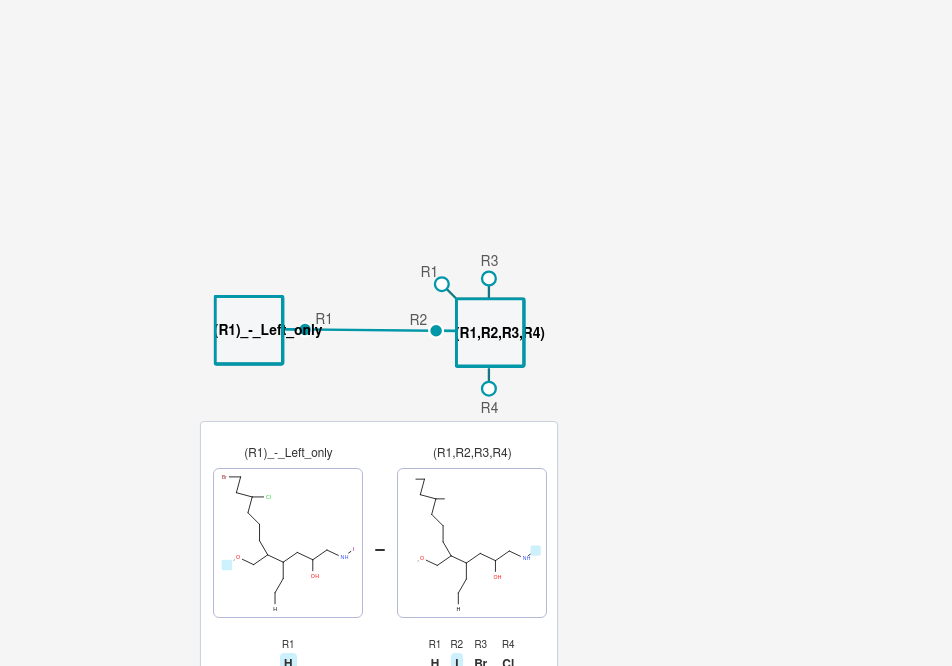 R3
R1
R1
R2
(R1)_-_Left_only
(R1,R2,R3,R4)
R4
(R1)_-_Left_only
(R1,R2,R3,R4)
Br
Cl
O
I
NH
OH
H
O
NH
OH
H
R1
R1 R2 R3 R4
H
H I Br Cl